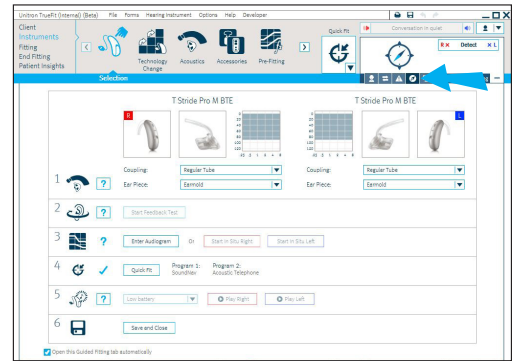 Unitron TrueFit (Internal) (Beta) File Forms Hearing Instrument Options Help Developer
Client
Instruments
Fitting
End Fitting
Patient Insights
Technology Change
Acoustics
Accessories
Pre-Fitting
Quick Fit
Conversation in quiet
R X Detect X L
Selection
T Stride Pro M BTE T Stride Pro M BTE
R
L
Coupling: Regular Tube Coupling: Regular Tube
Ear Piece: Earmold Ear Piece: Earmold
1 ?
2 ? Start Feedback Test
3 ? Enter Audiogram Or Start In Situ Right Start In Situ Left
4 Quick Fit Program 1: Program 2:
SoundNav Acoustic Telephone
5 ? Low battery Play Right Play Left
6 Save and Close
Open this Guided Fitting tab automatically